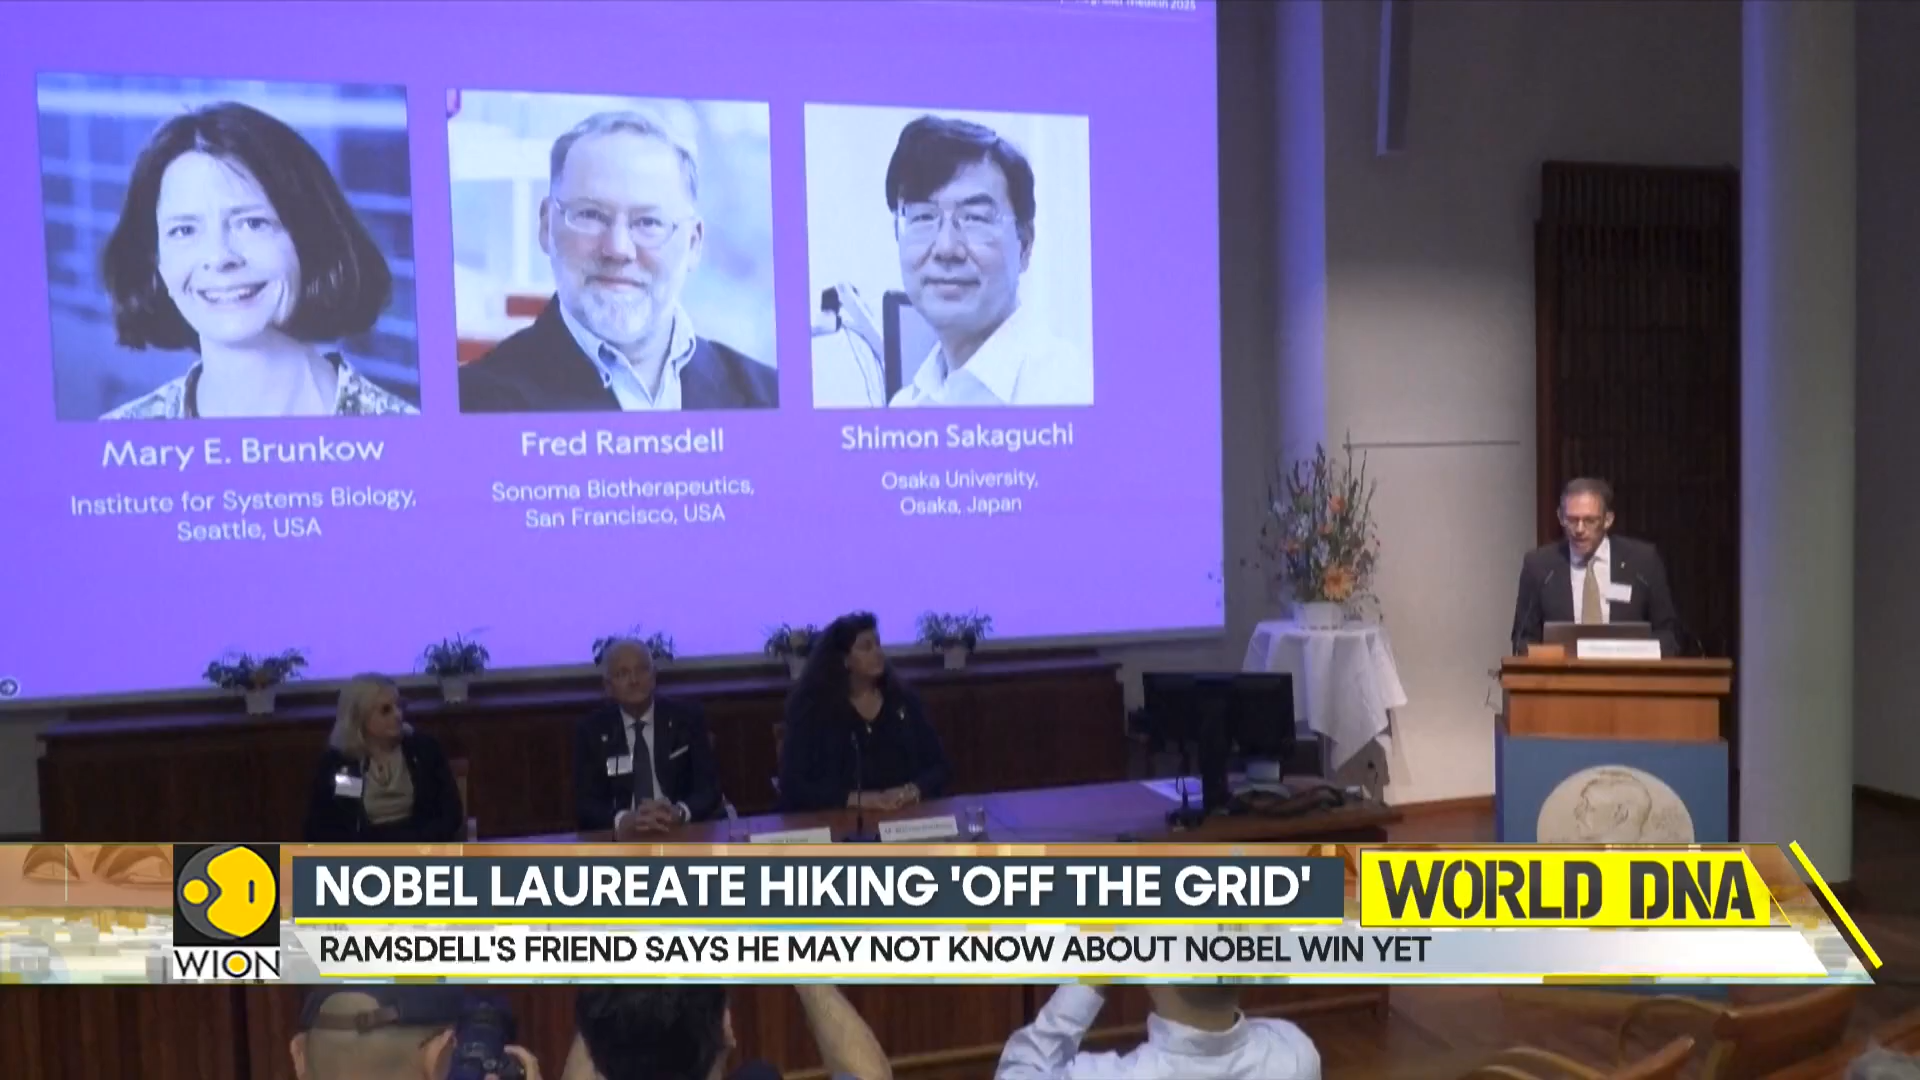 Medicin 2025
Mary E. Brunkow
Institute for Systems Biology,
Seattle, USA
Fred Ramsdell
Sonoma Biotherapeutics,
San Francisco, USA
Shimon Sakaguchi
Osaka University,
Osaka, Japan
NOBEL LAUREATE HIKING 'OFF THE GRID'
WORLD DNA
WION
RAMSDELL'S FRIEND SAYS HE MAY NOT KNOW ABOUT NOBEL WIN YET